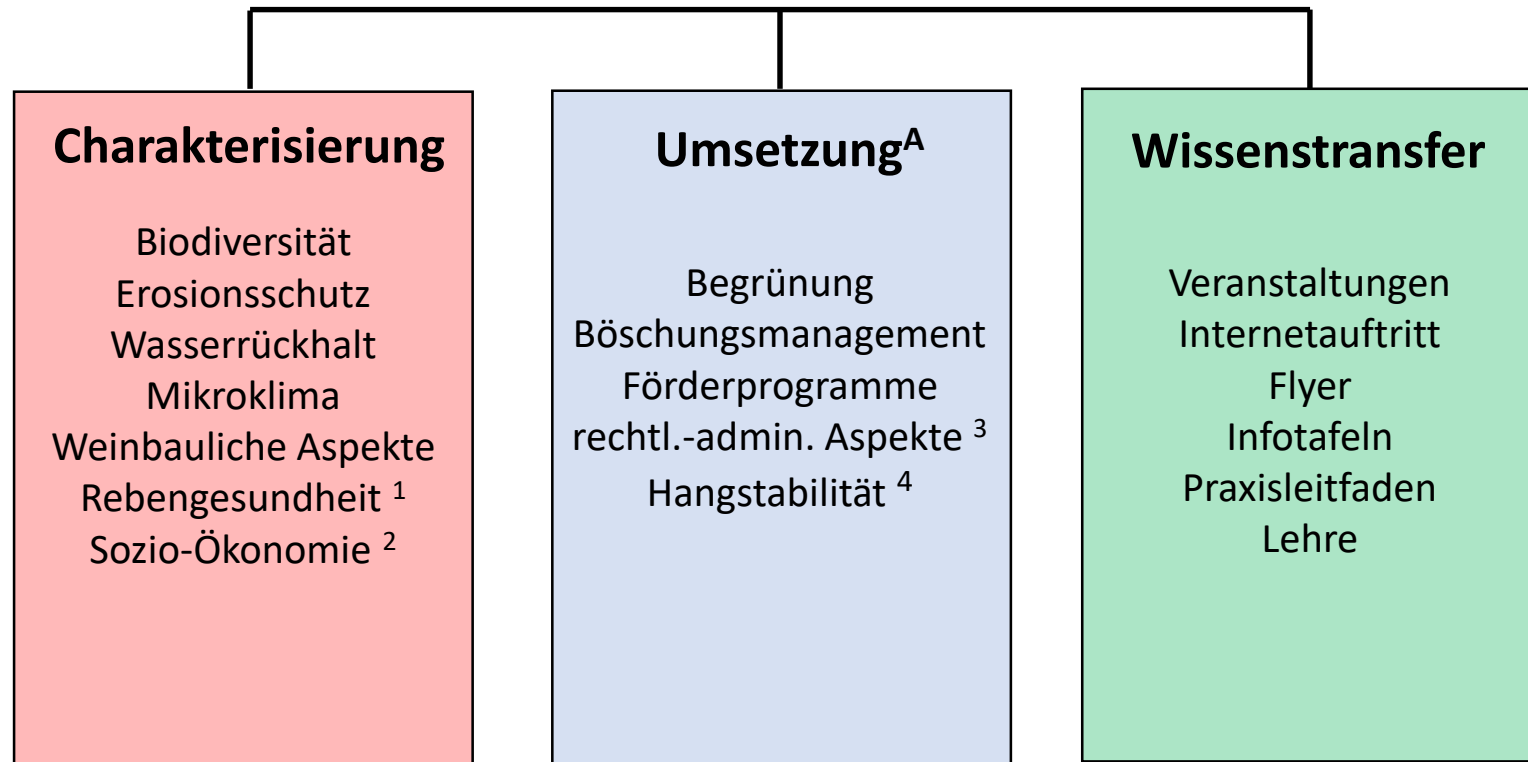 Charakterisierung
Biodiversität
Erosionsschutz
Wasserrückhalt
Mikroklima
Weinbauliche Aspekte
Rebengesundheit ¹
Sozio-Ökonomie ²
Umsetzungᴬ
Begrünung
Böschungsmanagement
Förderprogramme
rechtl.-admin. Aspekte ³
Hangstabilität ⁴
Wissenstransfer
Veranstaltungen
Internetauftritt
Flyer
Infotafeln
Praxisleitfaden
Lehre